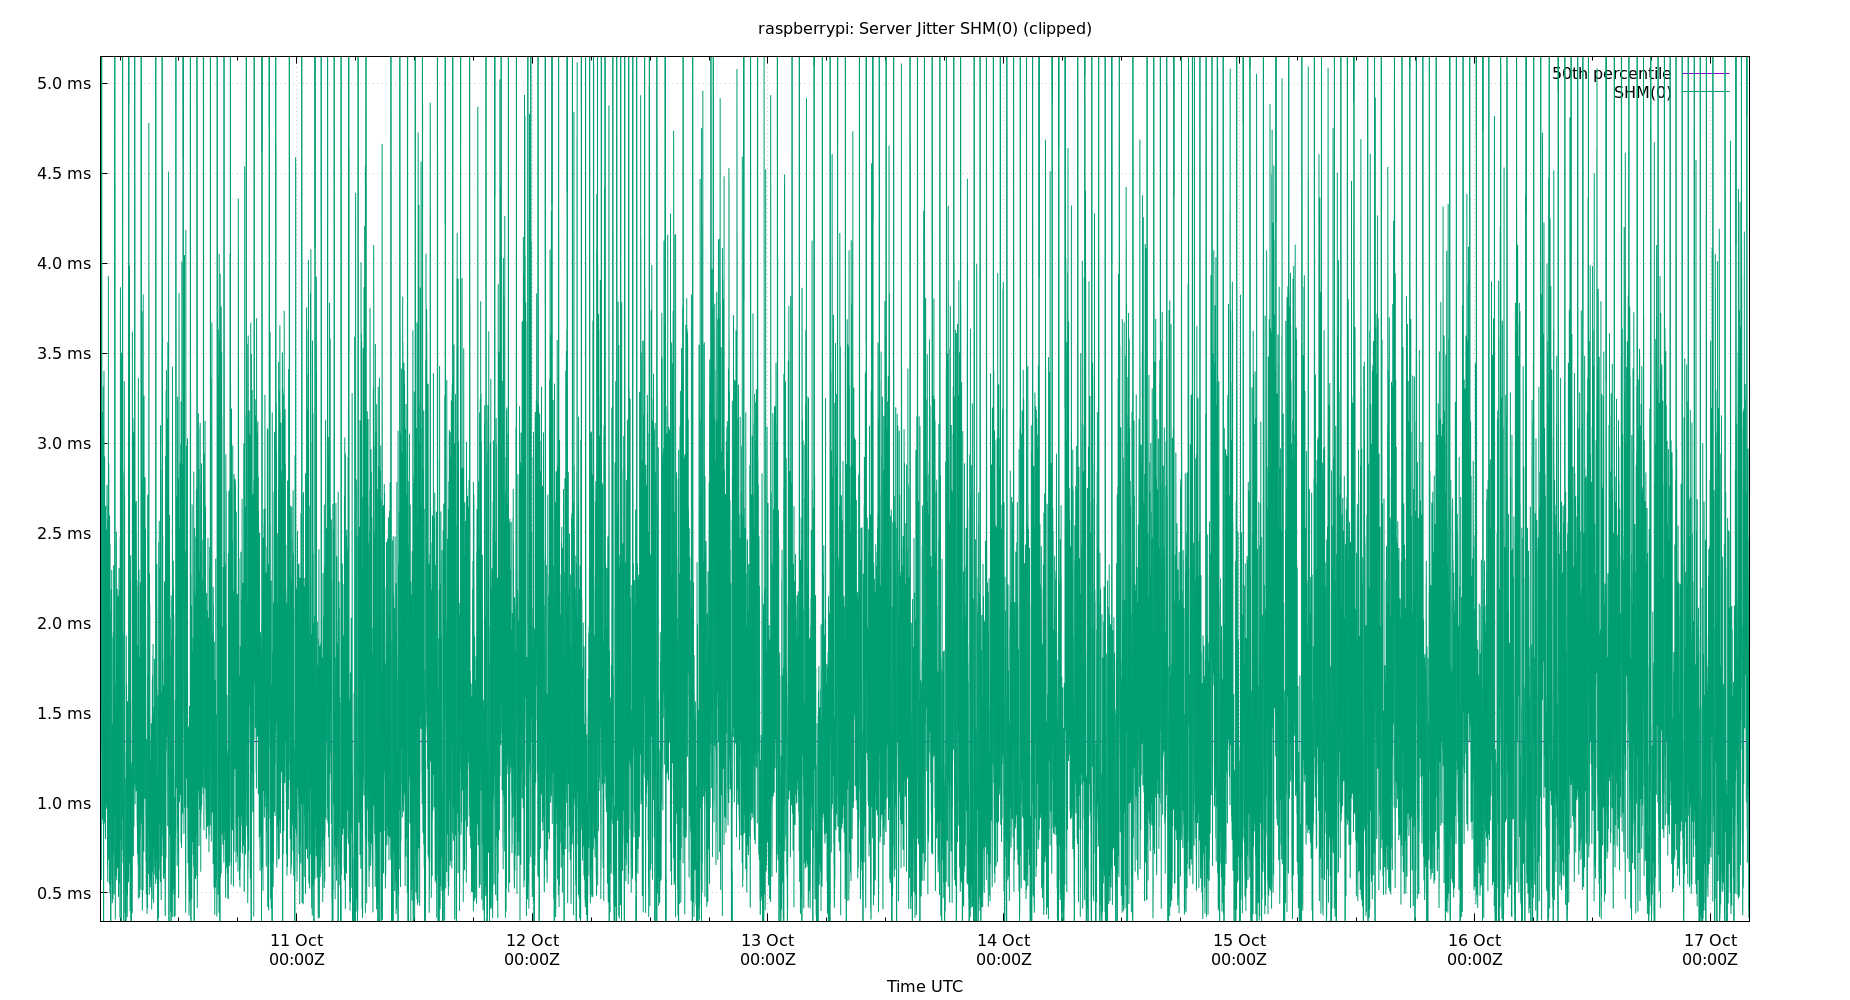 raspberrypi: Server Jitter SHM(0) (clipped)
50th percentile
SHM(0)
5.0 ms
4.5 ms
4.0 ms
3.5 ms
3.0 ms
2.5 ms
2.0 ms
1.5 ms
1.0 ms
0.5 ms
11 Oct 12 Oct 13 Oct 14 Oct 15 Oct 16 Oct 17 Oct
00:00Z 00:00Z 00:00Z 00:00Z 00:00Z 00:00Z 00:00Z
Time UTC